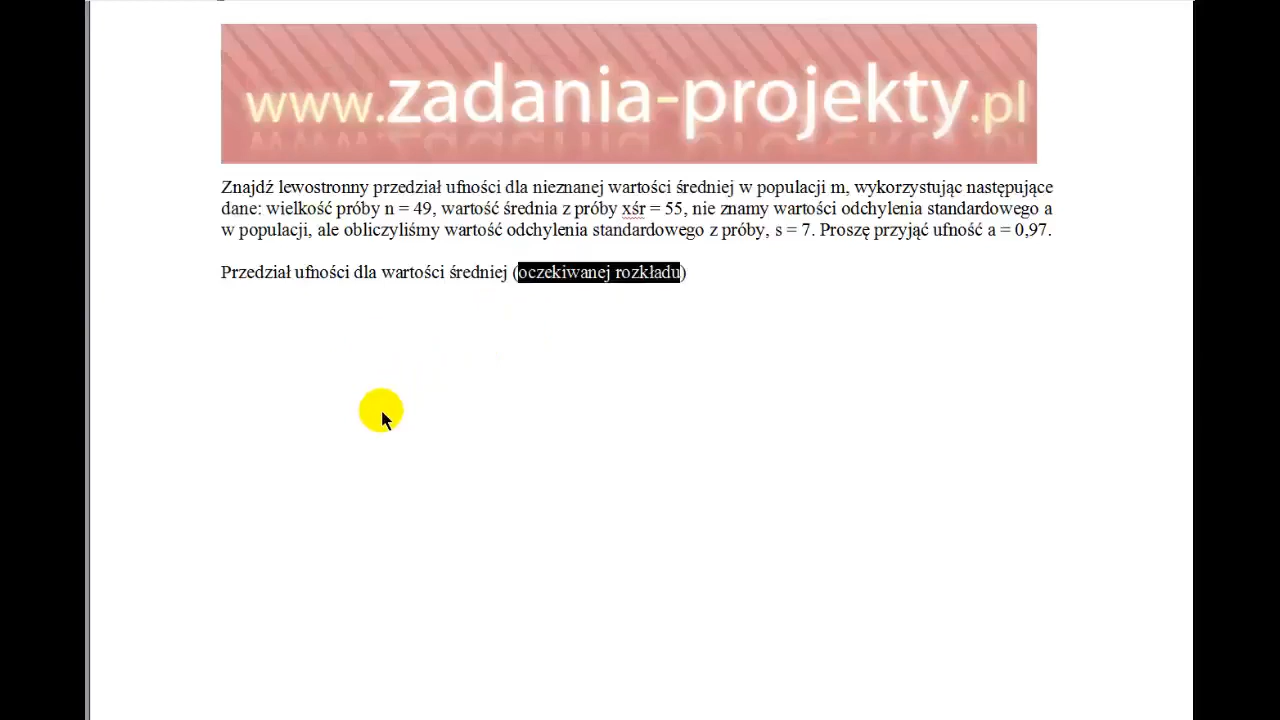 www.zadania-projekty.pl
Znajdź lewostronny przedział ufności dla nieznanej wartości średniej w populacji m, wykorzystując następujące
dane: wielkość próby n = 49, wartość średnia z próby xśr = 55, nie znamy wartości odchylenia standardowego a
w populacji, ale obliczyliśmy wartość odchylenia standardowego z próby, s = 7. Proszę przyjąć ufność a = 0,97.
Przedział ufności dla wartości średniej (oczekiwanej rozkładu)